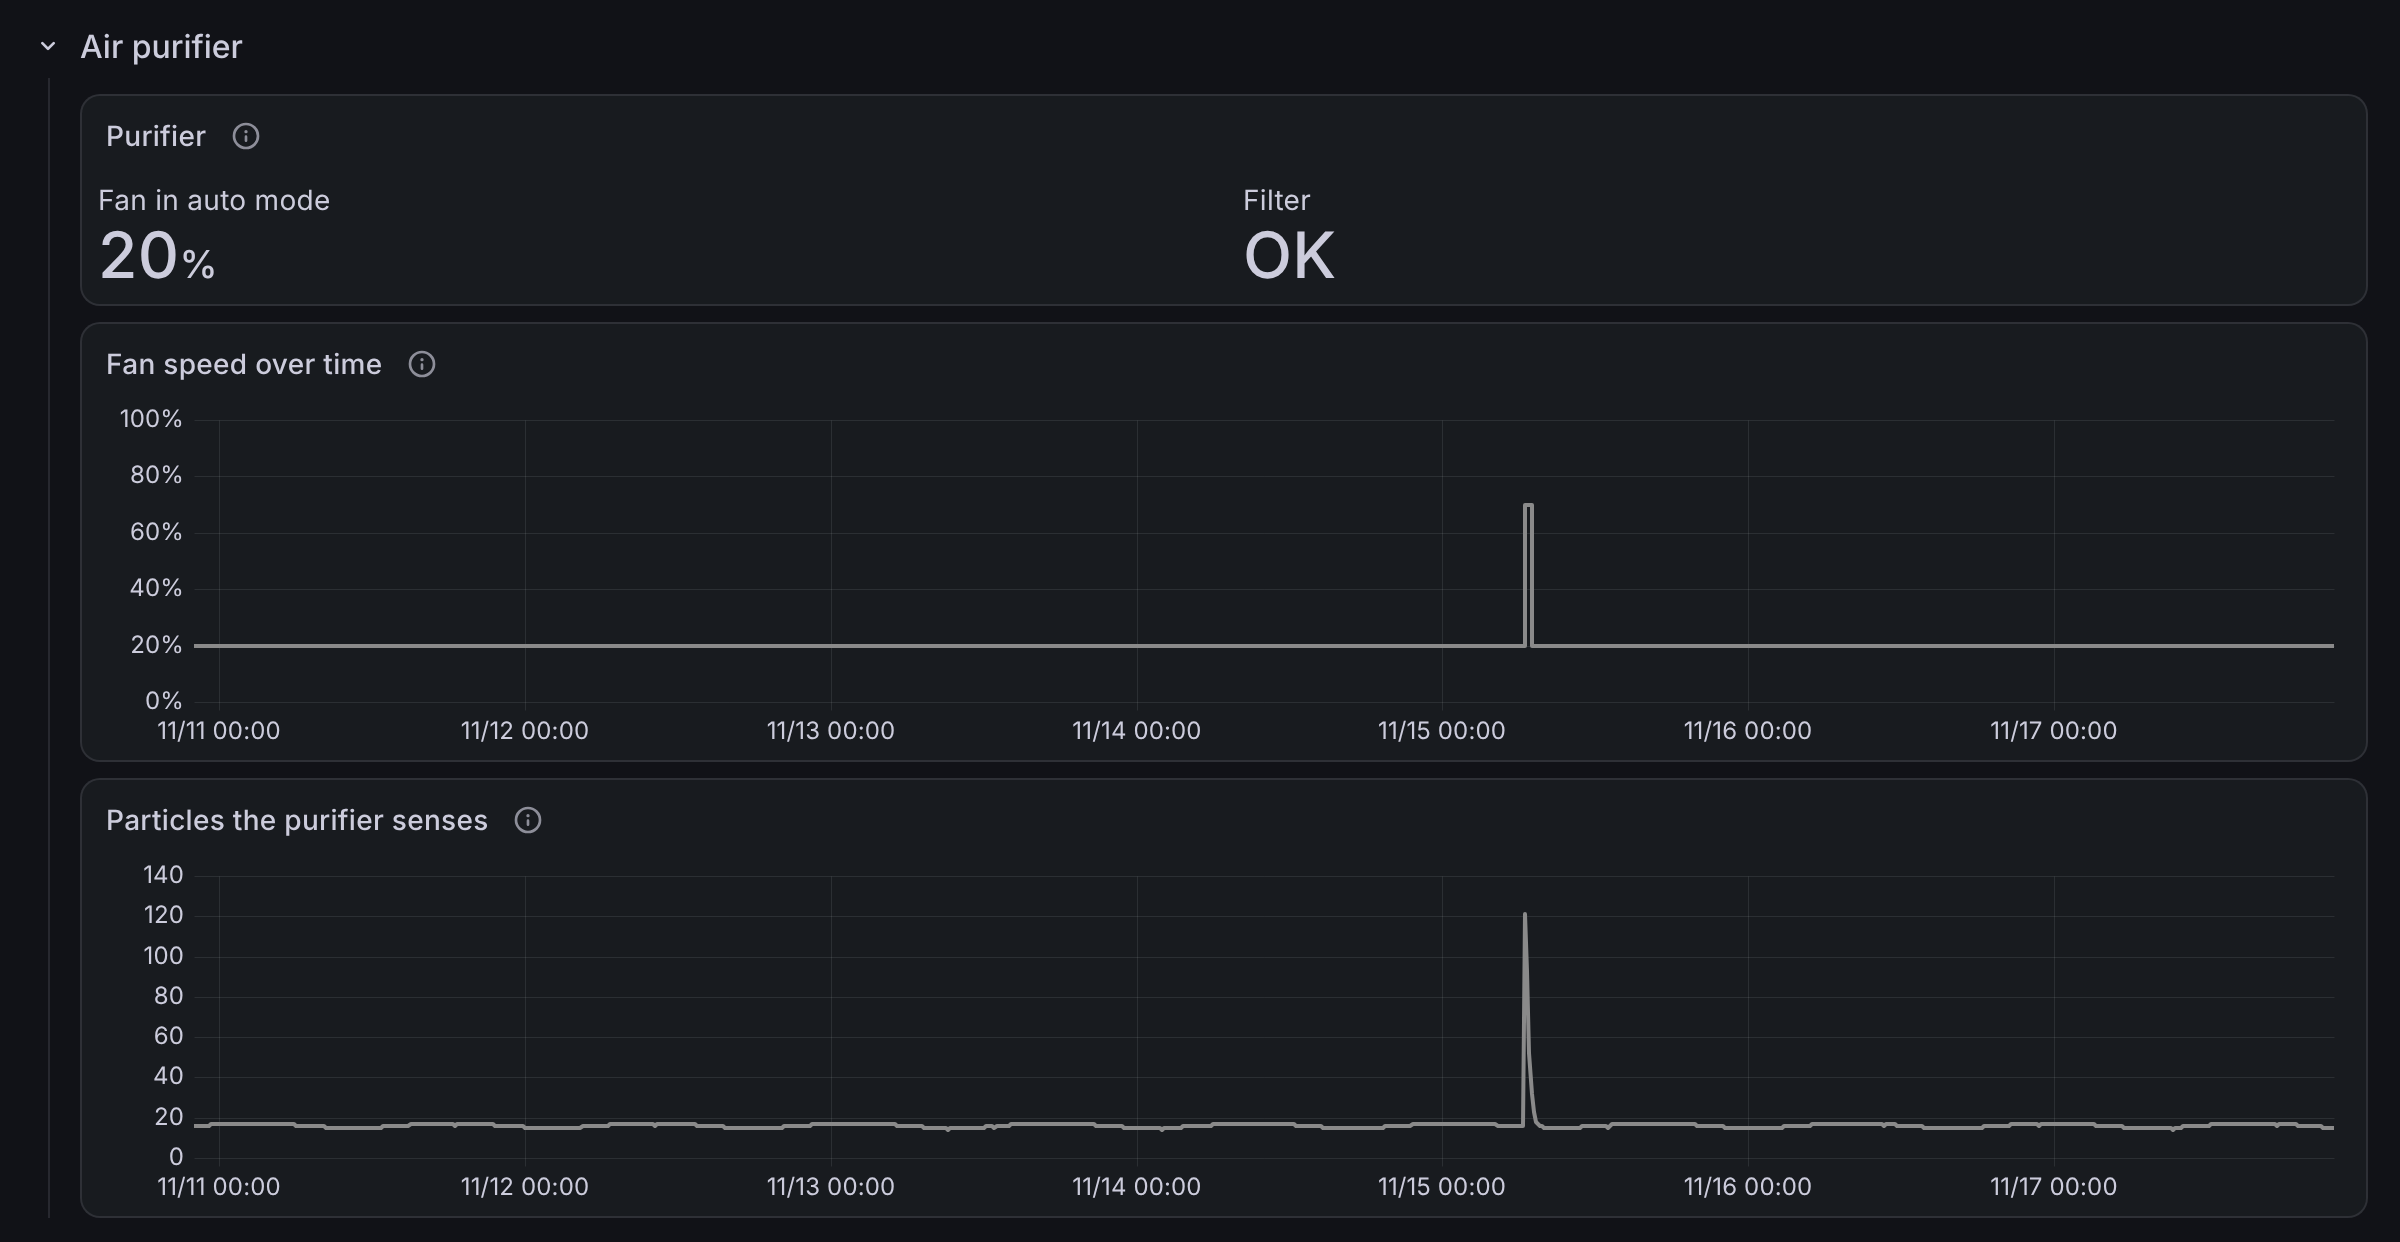 Air purifier
Purifier
Fan in auto mode
20%
Filter
OK
Fan speed over time
100%
80%
60%
40%
20%
0%
11/11 00:00 11/12 00:00 11/13 00:00 11/14 00:00 11/15 00:00 11/16 00:00 11/17 00:00
Particles the purifier senses
140
120
100
80
60
40
20
0
11/11 00:00 11/12 00:00 11/13 00:00 11/14 00:00 11/15 00:00 11/16 00:00 11/17 00:00